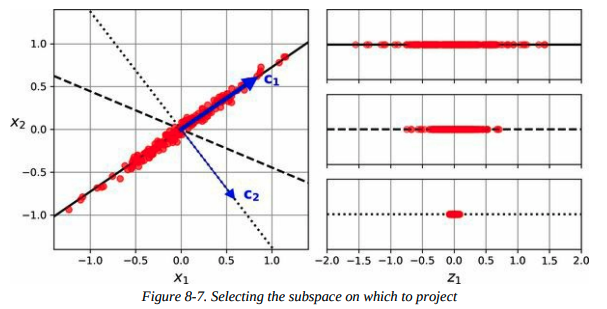 1.0
0.5
0.0
−0.5
−1.0
x2
−1.0 −0.5 0.0 0.5 1.0
x1
c1
c2
−2.0 −1.5 −1.0 −0.5 0.0 0.5 1.0 1.5 2.0
z1
Figure 8-7. Selecting the subspace on which to project